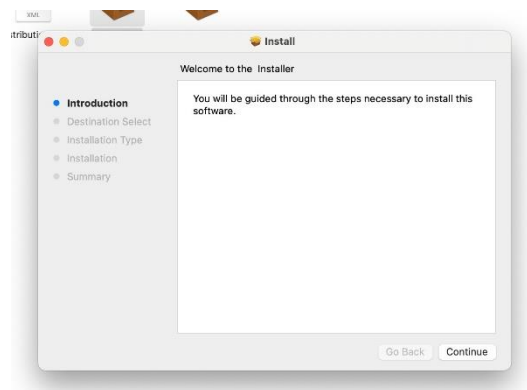 XML
stributi
Install
Welcome to the Installer
Introduction
You will be guided through the steps necessary to install this
software.
Destination Select
Installation Type
Installation
Summary
Go Back
Continue